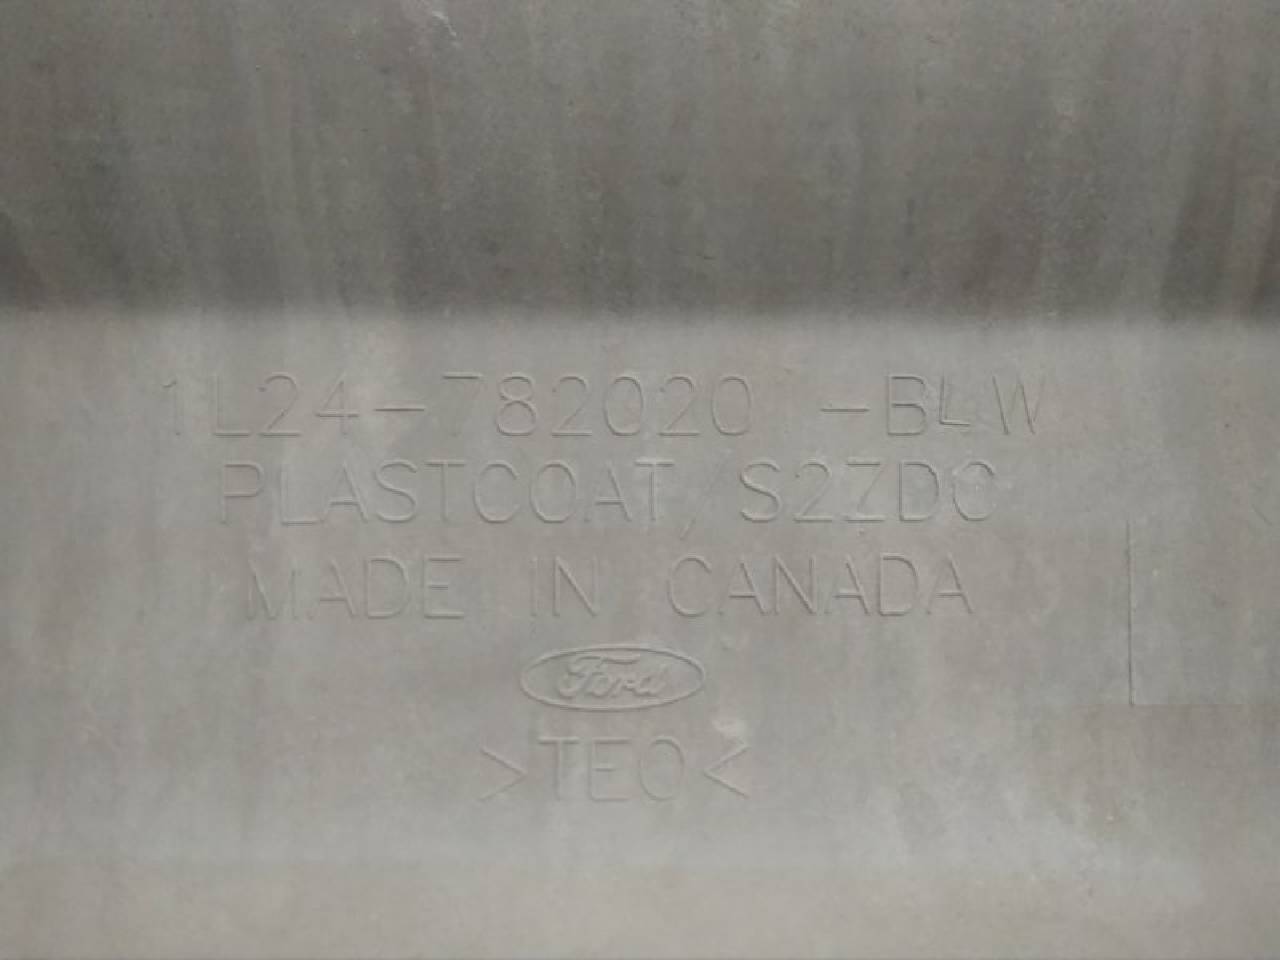 1L24-782020-BLW
PLASTCOAT, S2ZDC
MADE IN CANADA
Ford
>TEO<